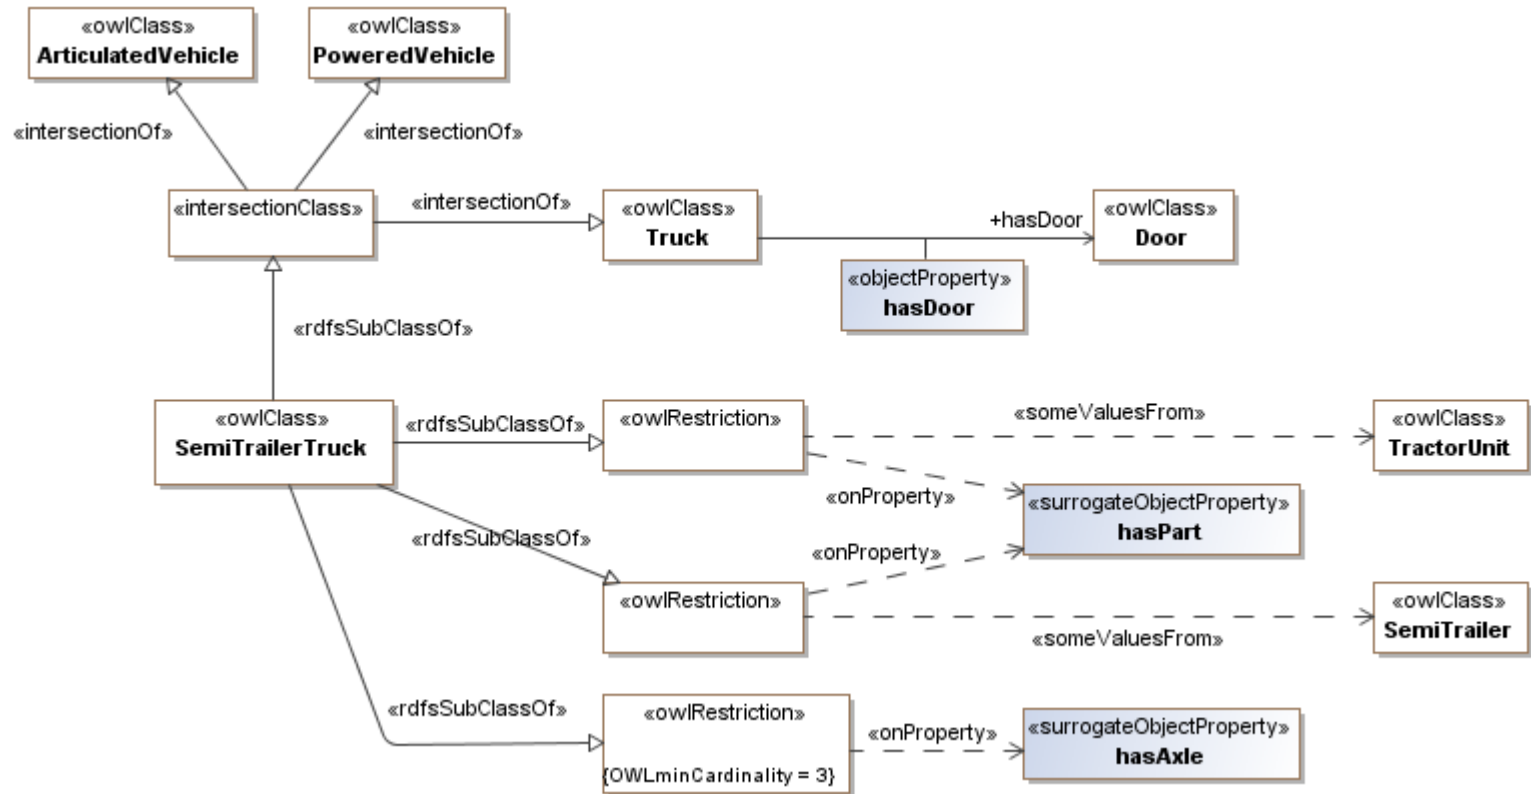 «owlClass»
ArticulatedVehicle
«owlClass»
PoweredVehicle
«intersectionOf»
«intersectionOf»
«intersectionClass»
«intersectionOf»
«owlClass»
Truck
+hasDoor
«owlClass»
Door
«objectProperty»
hasDoor
«rdfsSubClassOf»
«owlClass»
SemiTrailerTruck
«rdfsSubClassOf»
«owlRestriction»
«someValuesFrom»
«owlClass»
TractorUnit
«onProperty»
«surrogateObjectProperty»
hasPart
«rdfsSubClassOf»
«onProperty»
«owlRestriction»
«someValuesFrom»
«owlClass»
SemiTrailer
«rdfsSubClassOf»
«owlRestriction»
{OWLminCardinality = 3}
«onProperty»
«surrogateObjectProperty»
hasAxle